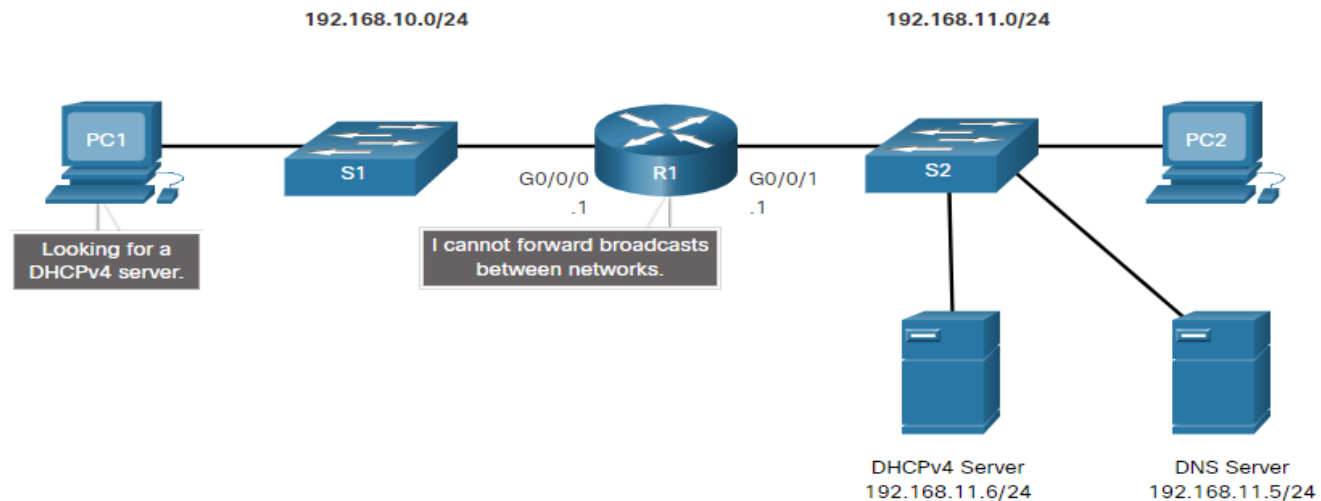 192.168.10.0/24
192.168.11.0/24
PC1
S1
G0/0/0
.1
R1
G0/0/1
.1
S2
PC2
Looking for a
DHCPv4 server.
I cannot forward broadcasts
between networks.
DHCPv4 Server
192.168.11.6/24
DNS Server
192.168.11.5/24